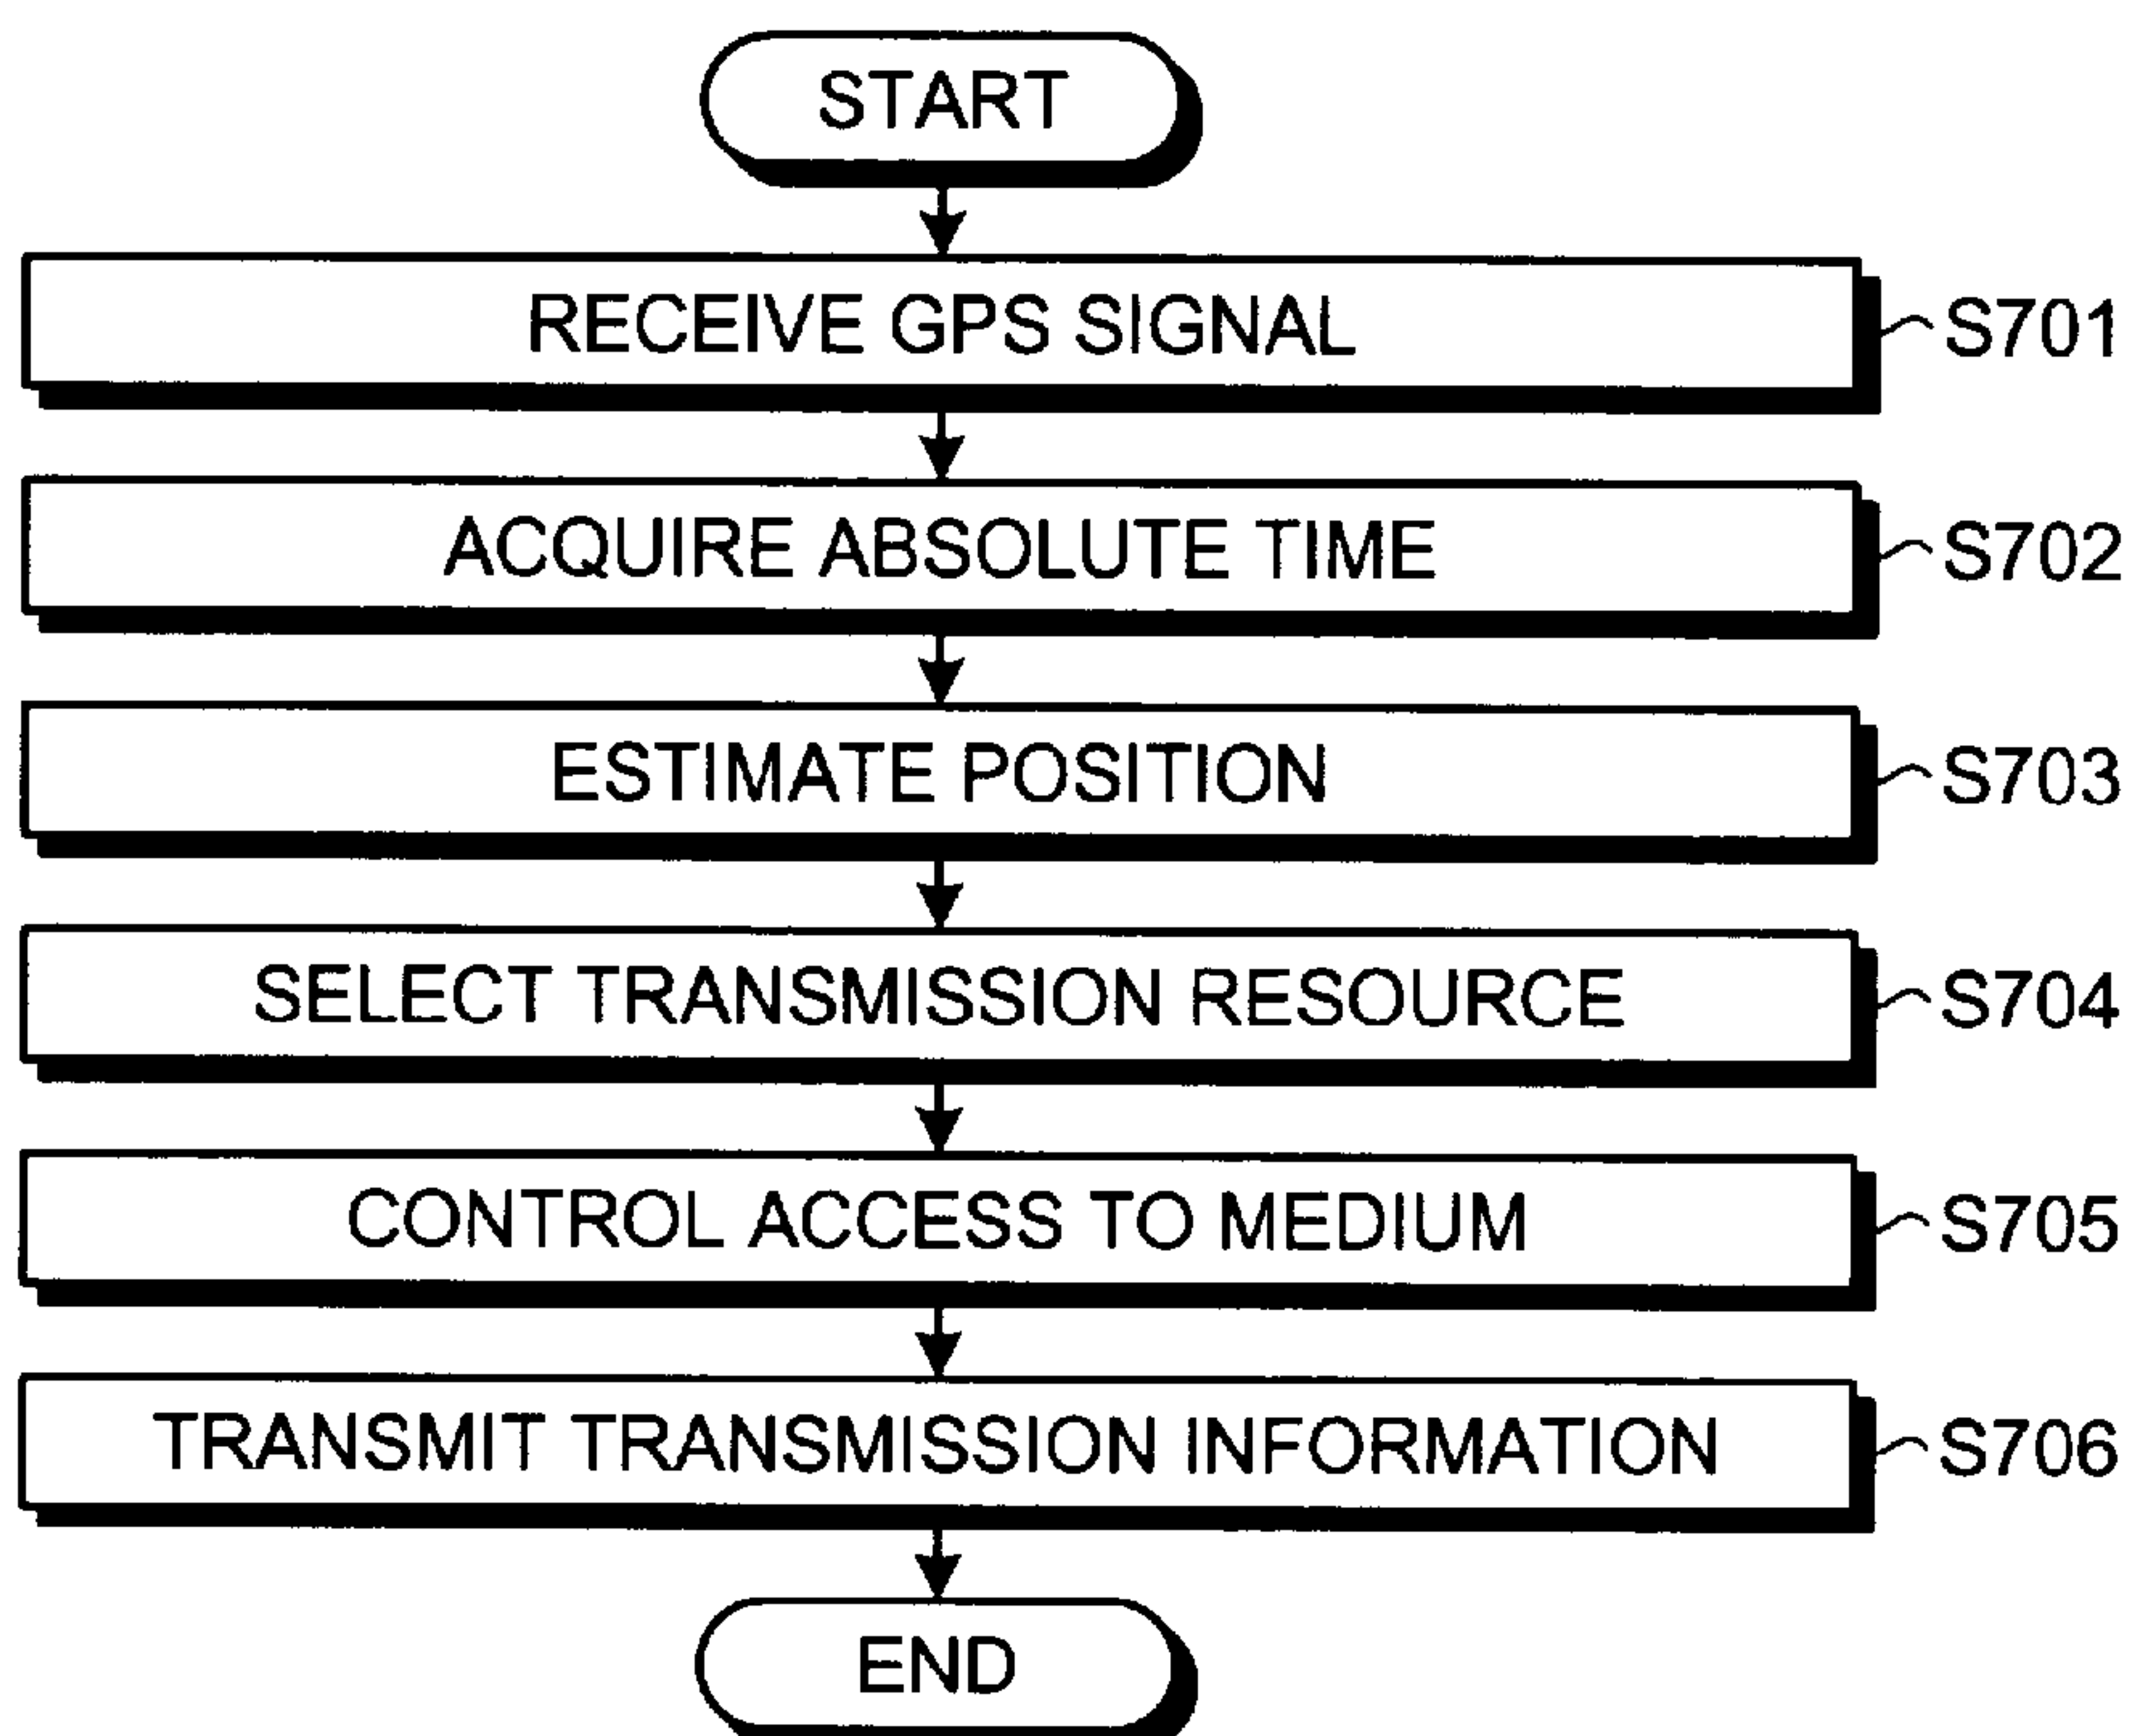 START
RECEIVE GPS SIGNAL S701
ACQUIRE ABSOLUTE TIME S702
ESTIMATE POSITION S703
SELECT TRANSMISSION RESOURCE S704
CONTROL ACCESS TO MEDIUM S705
TRANSMIT TRANSMISSION INFORMATION S706
END